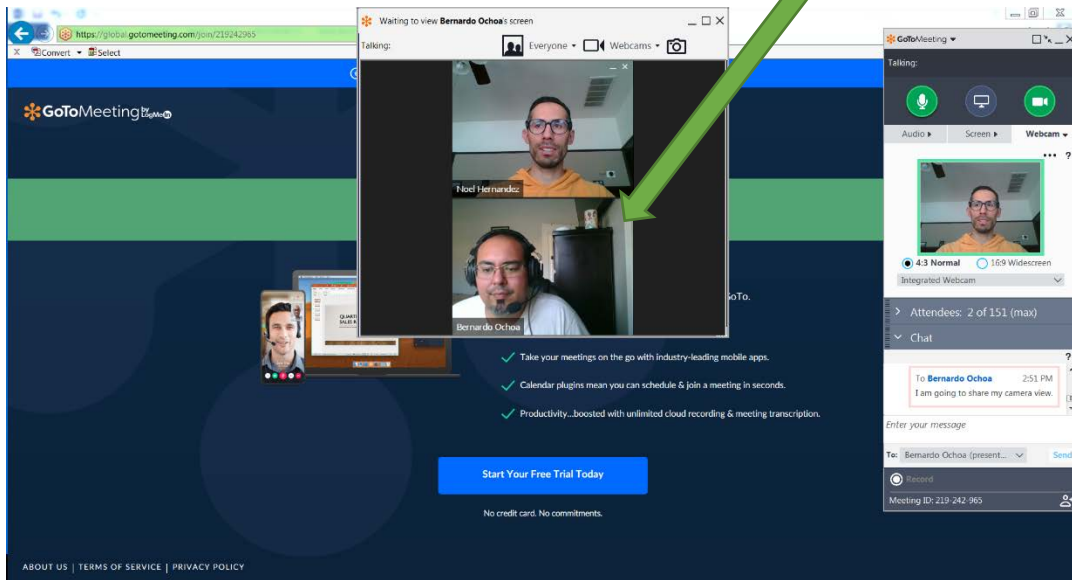 https://global.gotomeeting.com/join/219242965
X Convert ▾ Select
GoToMeeting by LogMeIn
Waiting to view Bernardo Ochoa's screen
Talking:
Everyone ▾ Webcams ▾
Noel Hernandez
Bernardo Ochoa
QUART
SALES R
GoTo.
Take your meetings on the go with industry-leading mobile apps.
Calendar plugins mean you can schedule & join a meeting in seconds.
Productivity...boosted with unlimited cloud recording & meeting transcription.
Start Your Free Trial Today
No credit card. No commitments.
ABOUT US | TERMS OF SERVICE | PRIVACY POLICY
GoToMeeting ▾
Talking:
Audio Screen Webcam
... ?
4:3 Normal 16:9 Widescreen
Integrated Webcam
Attendees: 2 of 151 (max)
Chat
?
To Bernardo Ochoa 2:51 PM
I am going to share my camera view.
Enter your message
To: Bernardo Ochoa (present... Send
Record
Meeting ID: 219-242-965